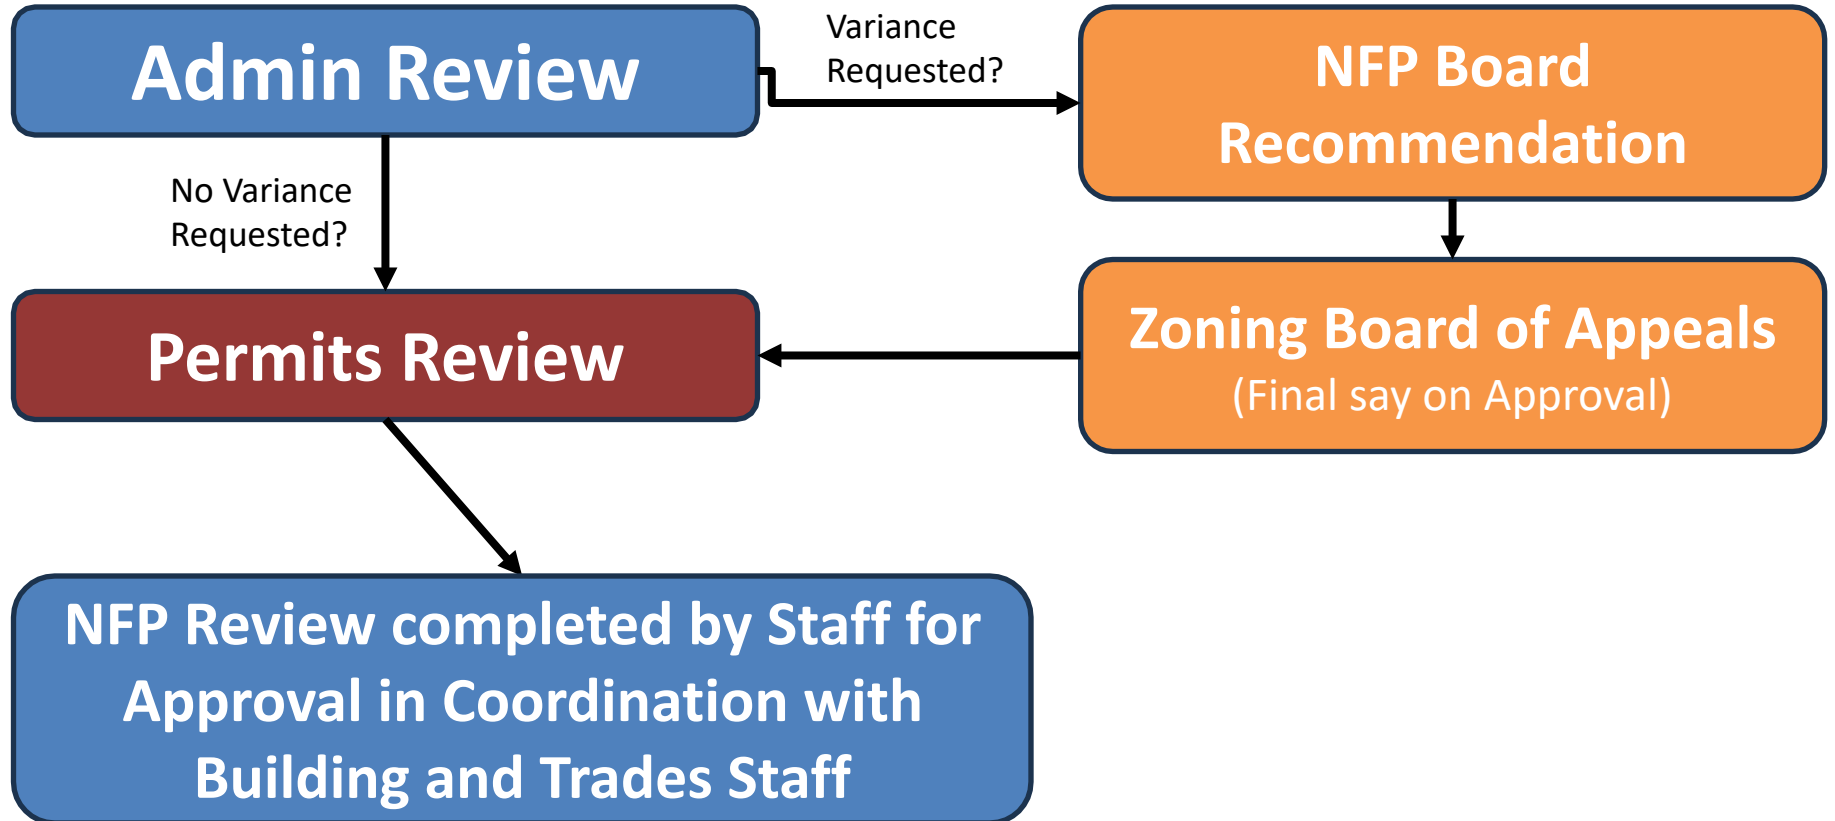 Admin Review
Variance
Requested?
NFP Board
Recommendation
No Variance
Requested?
Permits Review
Zoning Board of Appeals
(Final say on Approval)
NFP Review completed by Staff for
Approval in Coordination with
Building and Trades Staff